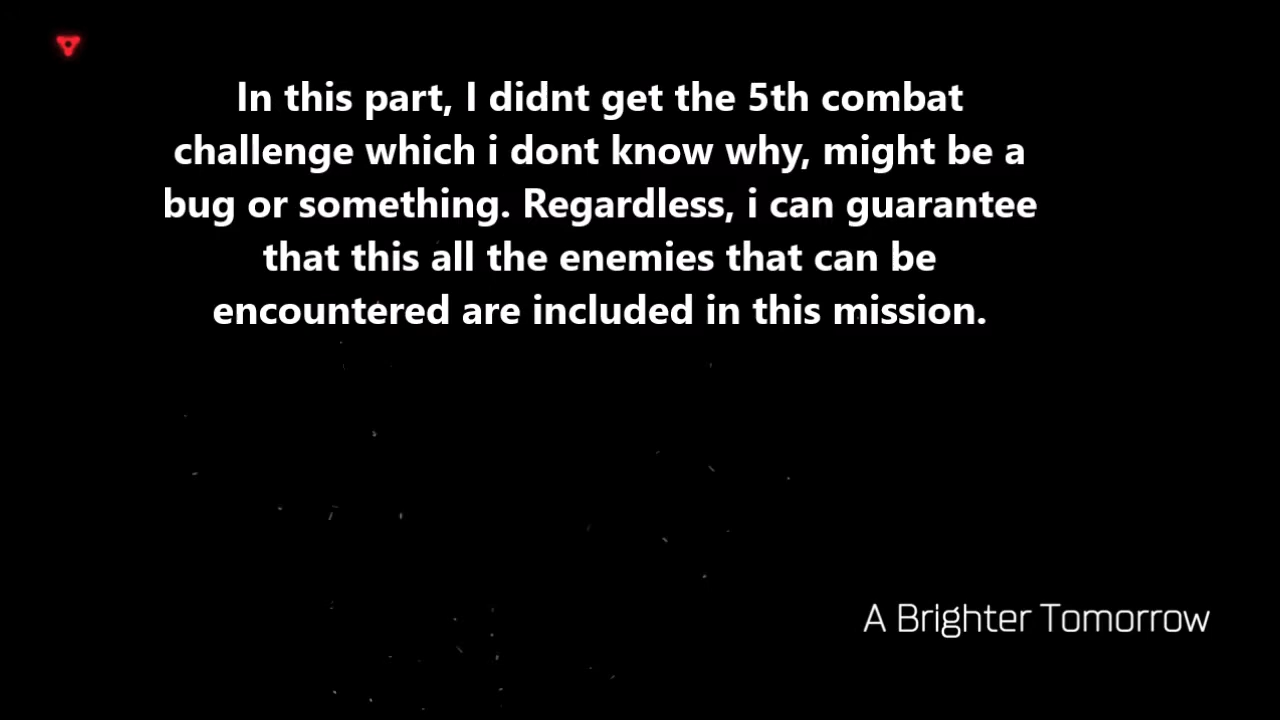 In this part, I didnt get the 5th combat
challenge which i dont know why, might be a
bug or something. Regardless, i can guarantee
that this all the enemies that can be
encountered are included in this mission.
A Brighter Tomorrow